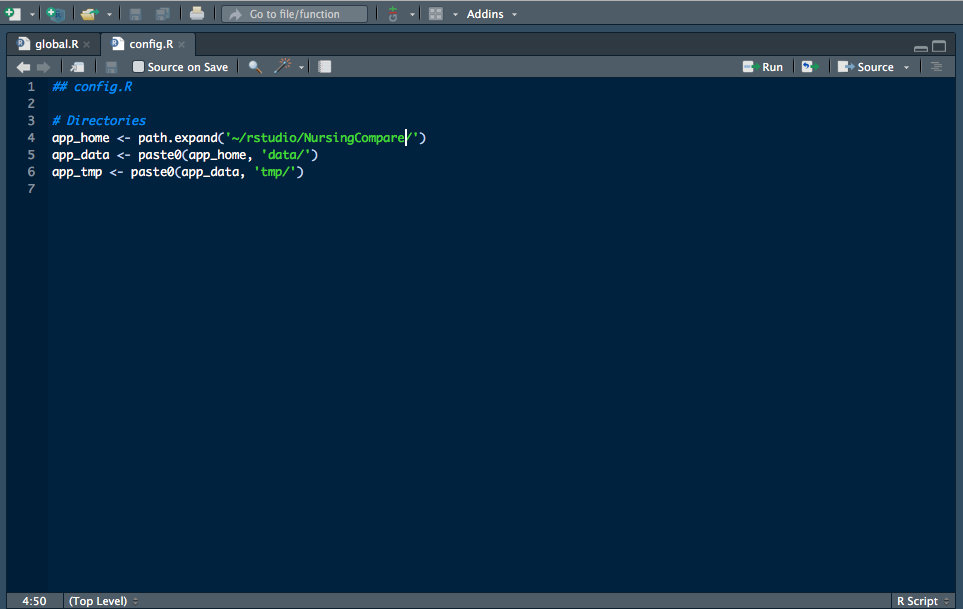 Go to file/function
Addins
global.R
config.R
Source on Save
Run
Source
1 ## config.R
2
3 # Directories
4 app_home <- path.expand('~/rstudio/NursingCompare/')
5 app_data <- paste0(app_home, 'data/')
6 app_tmp <- paste0(app_data, 'tmp/')
7
4:50 (Top Level) R Script